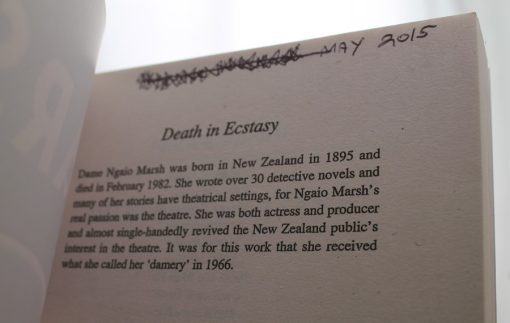 MAY 2015
Death in Ecstasy
Dame Ngaio Marsh was born in New Zealand in 1895 and
died in February 1982. She wrote over 30 detective novels and
many of her stories have theatrical settings, for Ngaio Marsh's
real passion was the theatre. She was both actress and producer
and almost single-handedly revived the New Zealand public's
interest in the theatre. It was for this work that she received
what she called her 'damery' in 1966.